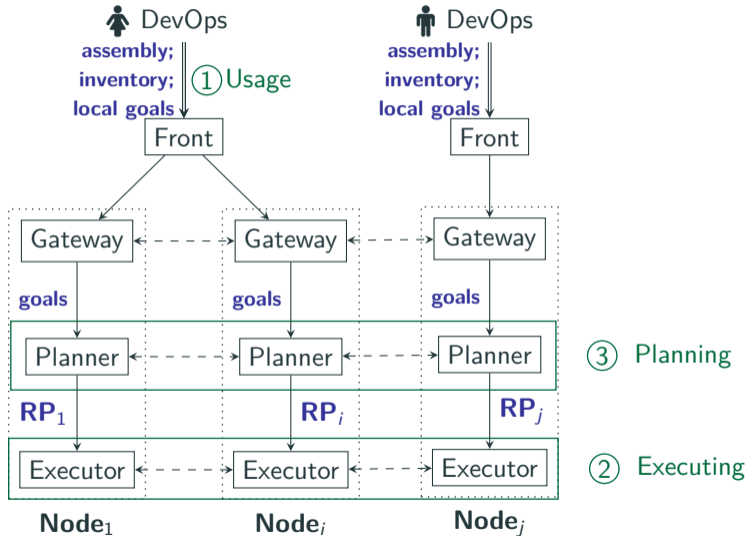 DevOps DevOps
assembly; assembly;
inventory; ① Usage inventory;
local goals local goals
Front Front
Gateway Gateway Gateway
goals goals goals
Planner Planner Planner ③ Planning
RP₁ RPᵢ RPⱼ
Executor Executor Executor ② Executing
Node₁ Nodeᵢ Nodeⱼ